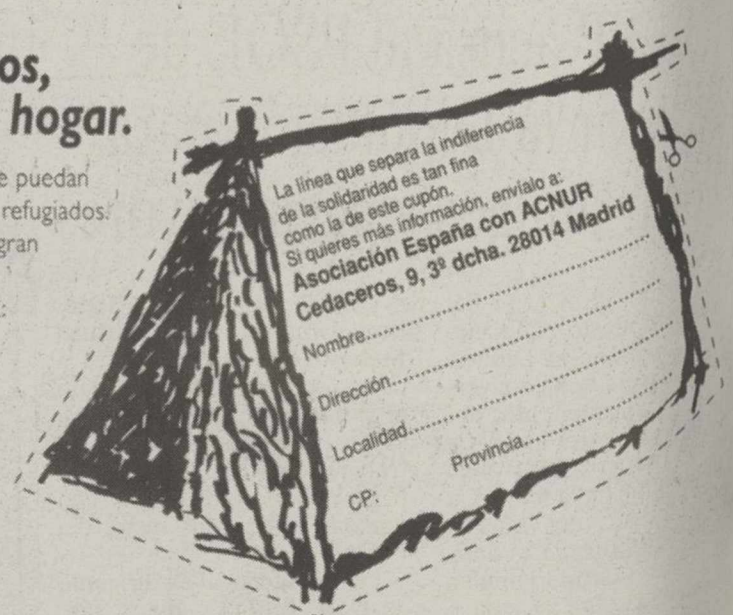 os,
hogar.
e puedan
refugiados.
gran
La línea que separa la indiferencia
de la solidaridad es tan fina
como la de este cupón.
Si quieres más información, envíalo a:
Asociación España con ACNUR
Cedaceros, 9, 3º dcha. 28014 Madrid
Nombre
Dirección
Localidad
Provincia
CP: